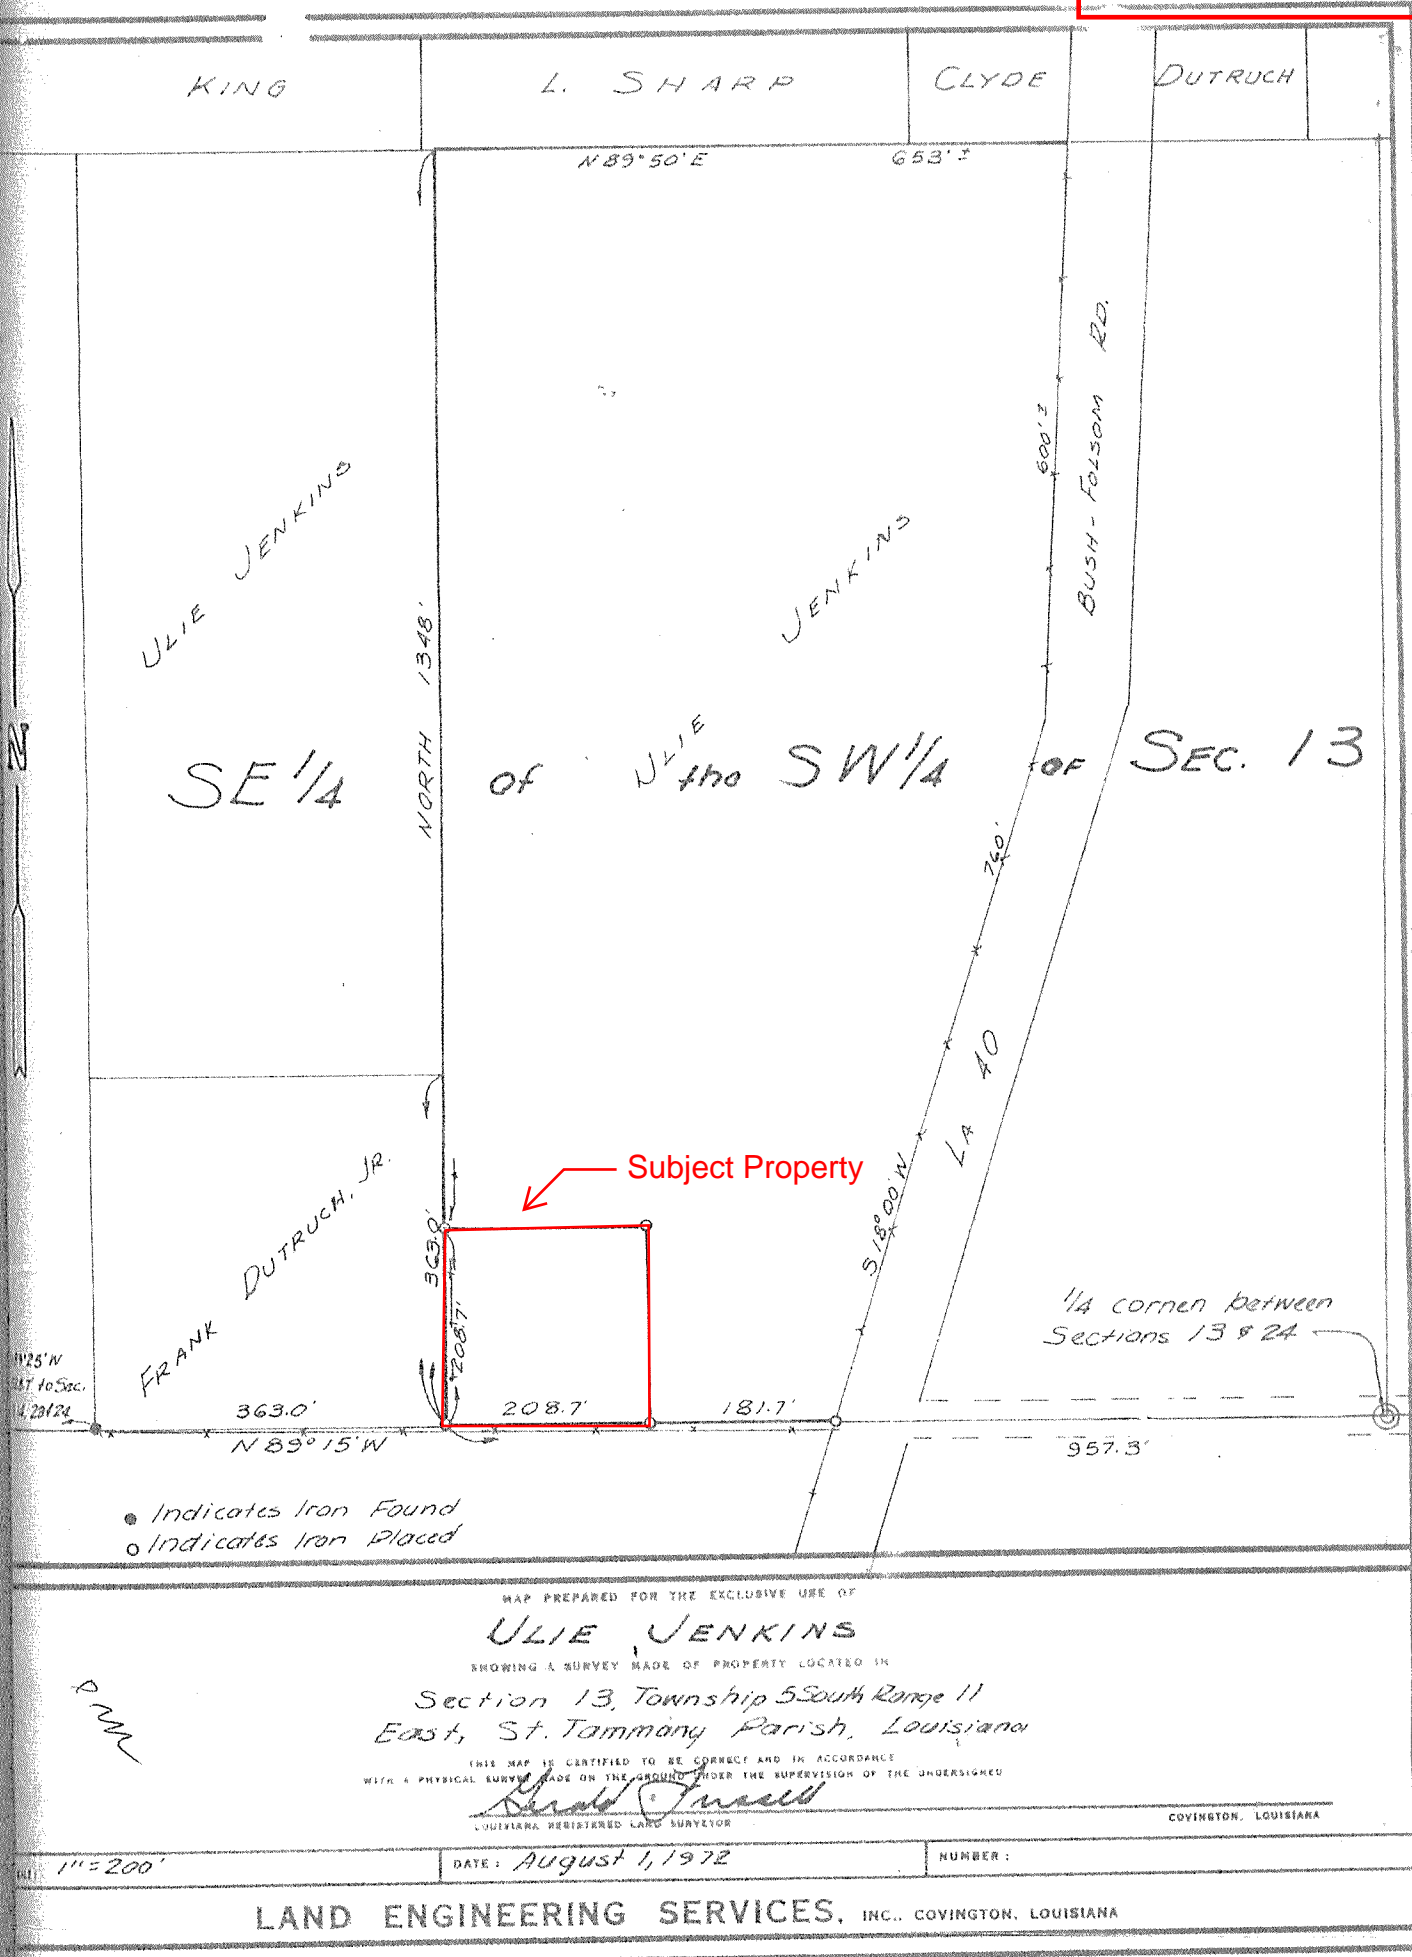 KING
L. SHARP
CLYDE
DUTRUCH
N 89°50' E
653' ±
BUSH - FOLSOM RD.
600' ±
ULIE JENKINS
ULIE JENKINS
NORTH 1348'
SE 1/4 of the SW 1/4 OF SEC. 13
N
760'
LA 40
S 18°00' W
Subject Property
FRANK DUTRUCH, JR.
363.0'
208.7'
1/4 corner between
Sections 13 & 24
25' W
to Sec.
363.0'
208.7'
181.7'
N 89°15' W
957.3'
Indicates Iron Found
Indicates Iron Placed
MAP PREPARED FOR THE EXCLUSIVE USE OF
ULIE JENKINS
SHOWING A SURVEY MADE OF PROPERTY LOCATED IN
Section 13, Township 5 South Range 11
East, St. Tammany Parish, Louisiana
THIS MAP IS CERTIFIED TO BE CORRECT AND IN ACCORDANCE
WITH A PHYSICAL SURVEY MADE ON THE GROUND UNDER THE SUPERVISION OF THE UNDERSIGNED
LOUISIANA REGISTERED LAND SURVEYOR
COVINGTON, LOUISIANA
1" = 200'
DATE: August 1, 1972
NUMBER:
LAND ENGINEERING SERVICES, INC., COVINGTON, LOUISIANA